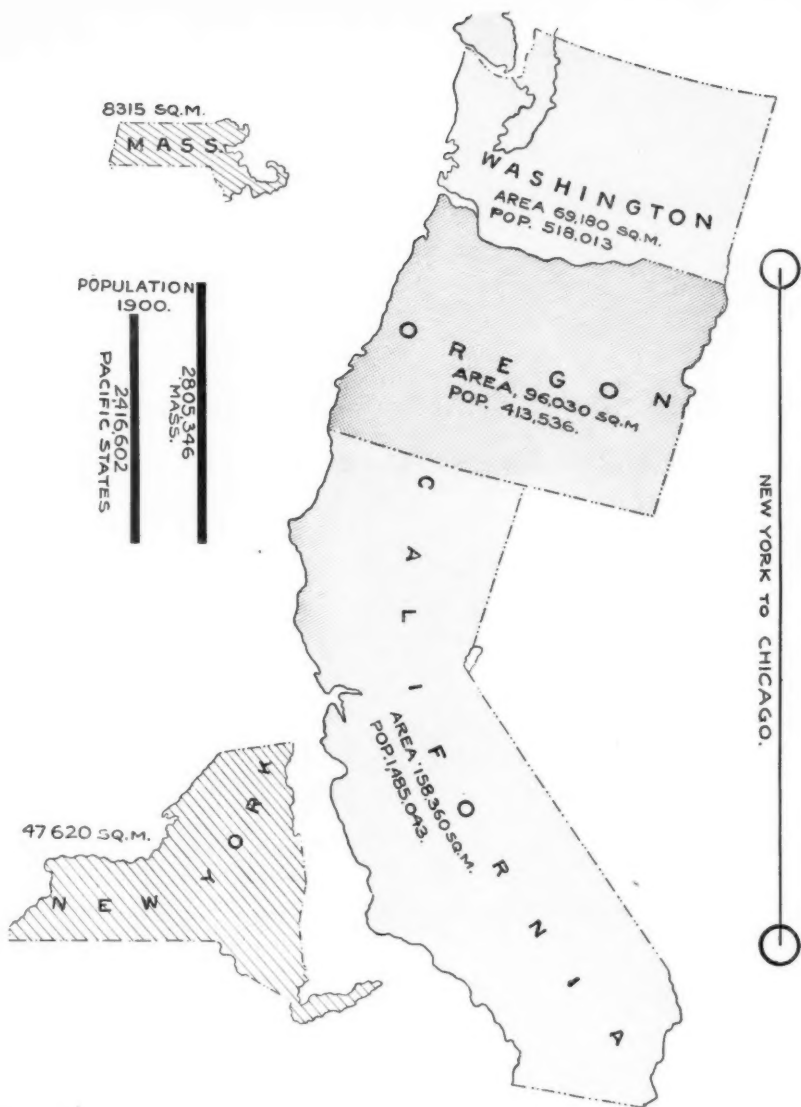 8315 SQ.M.
MASS.
WASHINGTON
AREA 69,180 SQ.M.
POP. 518,013
POPULATION
1900.
2,805,346
MASS.
2,416,602
PACIFIC STATES
OREGON
AREA, 96,030 SQ.M
POP. 413,536.
NEW YORK TO CHICAGO.
CALIFORNIA
AREA 158,360 SQ.M.
POP. 1,485,043.
47620 SQ.M.
NEW YORK